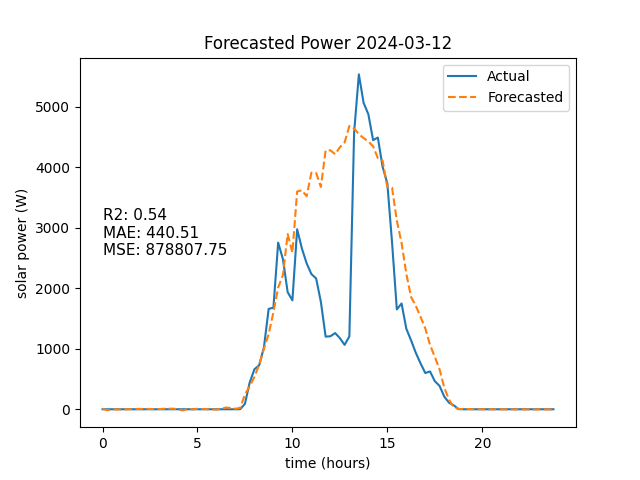 Forecasted Power 2024-03-12
Actual
Forecasted
5000
4000
3000
2000
1000
0
solar power (W)
R2: 0.54
MAE: 440.51
MSE: 878807.75
0
5
10
15
20
time (hours)